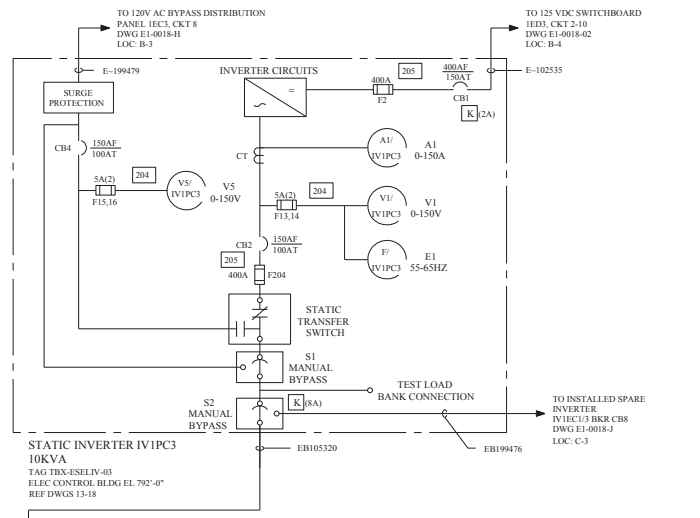 TO 120V AC BYPASS DISTRIBUTION
PANEL 1EC3, CKT 8
DWG E1-0018-H
LOC: B-3
TO 125 VDC SWITCHBOARD
1ED3, CKT 2-10
DWG E1-0018-02
LOC: B-4
E~199479
INVERTER CIRCUITS
205
400AF
150AT
E~102535
400A
F2
CB1
K (2A)
SURGE
PROTECTION
CB4
150AF
100AT
CT
A1/
IV1PC3
A1
0-150A
5A(2)
204
F15,16
V5/
IV1PC3
V5
0-150V
5A(2)
204
F13,14
V1/
IV1PC3
V1
0-150V
CB2
150AF
100AT
F/
IV1PC3
E1
55-65HZ
205
400A
F204
STATIC
TRANSFER
SWITCH
S1
MANUAL
BYPASS
TEST LOAD
BANK CONNECTION
S2
MANUAL
BYPASS
K (8A)
TO INSTALLED SPARE
INVERTER
IV1EC1/3 BKR CB8
DWG E1-0018-J
LOC: C-3
EB105320
EB199476
STATIC INVERTER IV1PC3
10KVA
TAG TBX-ESELIV-03
ELEC CONTROL BLDG EL 792'-0"
REF DWGS 13-18